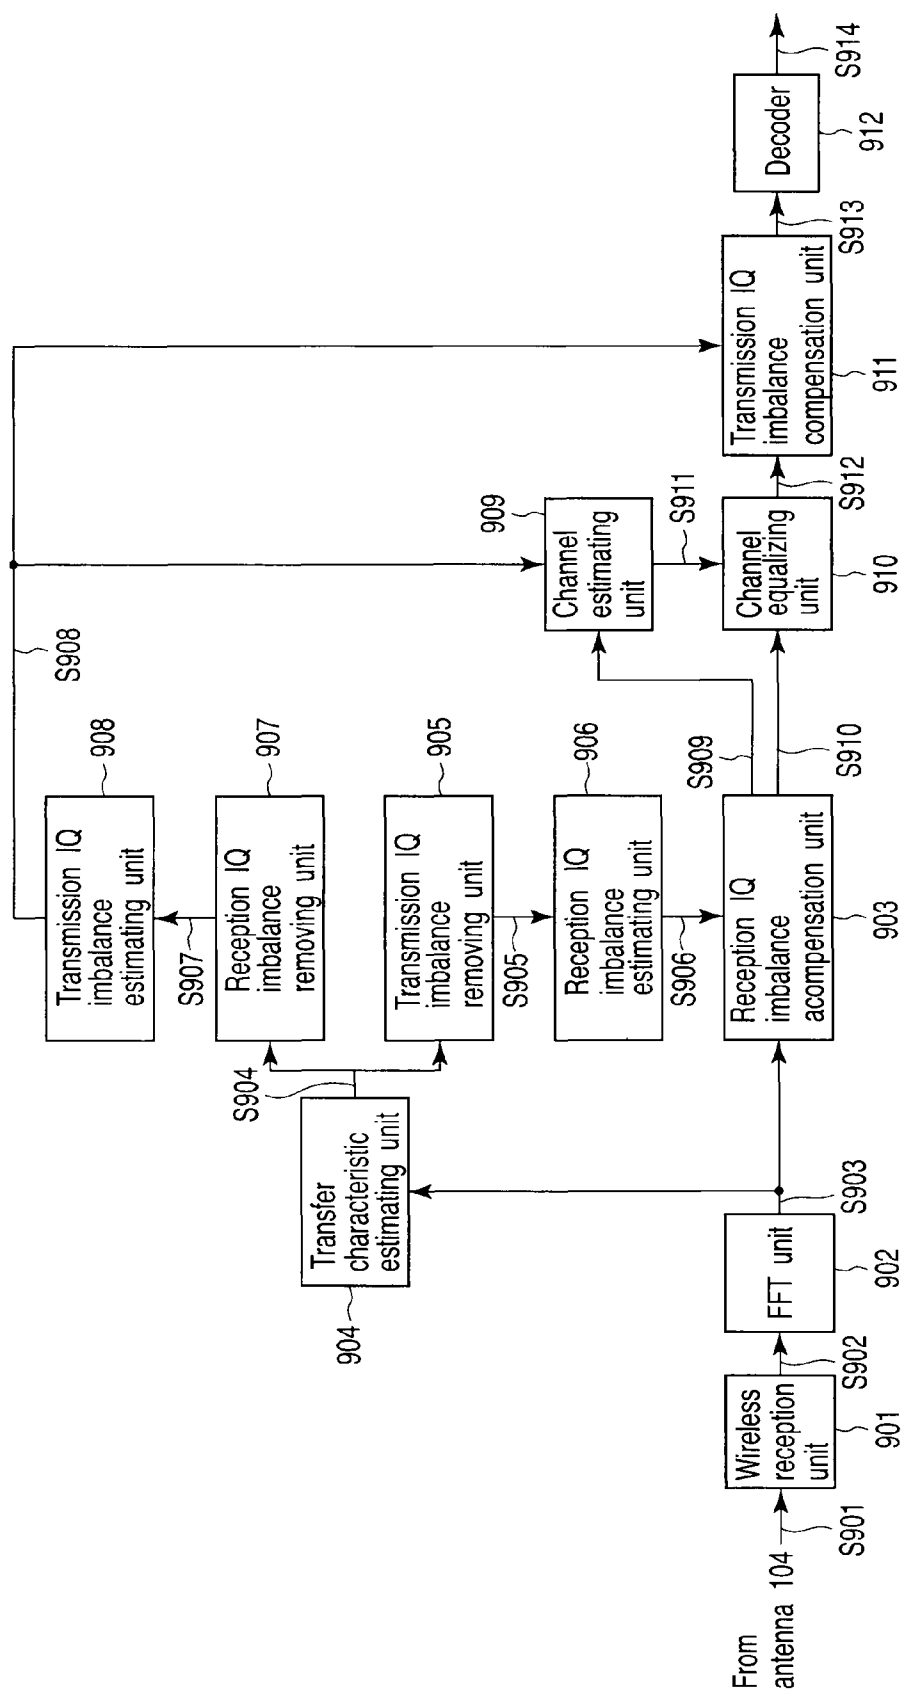 From
antenna 104
S901
Wireless
reception
unit
901
S902
FFT unit
902
S903
Transfer
characteristic
estimating unit
904
S904
Transmission IQ
imbalance
estimating unit
908
S907
Reception IQ
imbalance
removing unit
907
Transmission IQ
imbalance
removing unit
905
S905
Reception IQ
imbalance
estimating unit
906
S906
Reception IQ
imbalance
acompensation unit
903
S908
S909
S910
Channel
estimating
unit
909
S911
Channel
equalizing
unit
910
S912
Transmission IQ
imbalance
compensation unit
911
S913
Decoder
912
S914